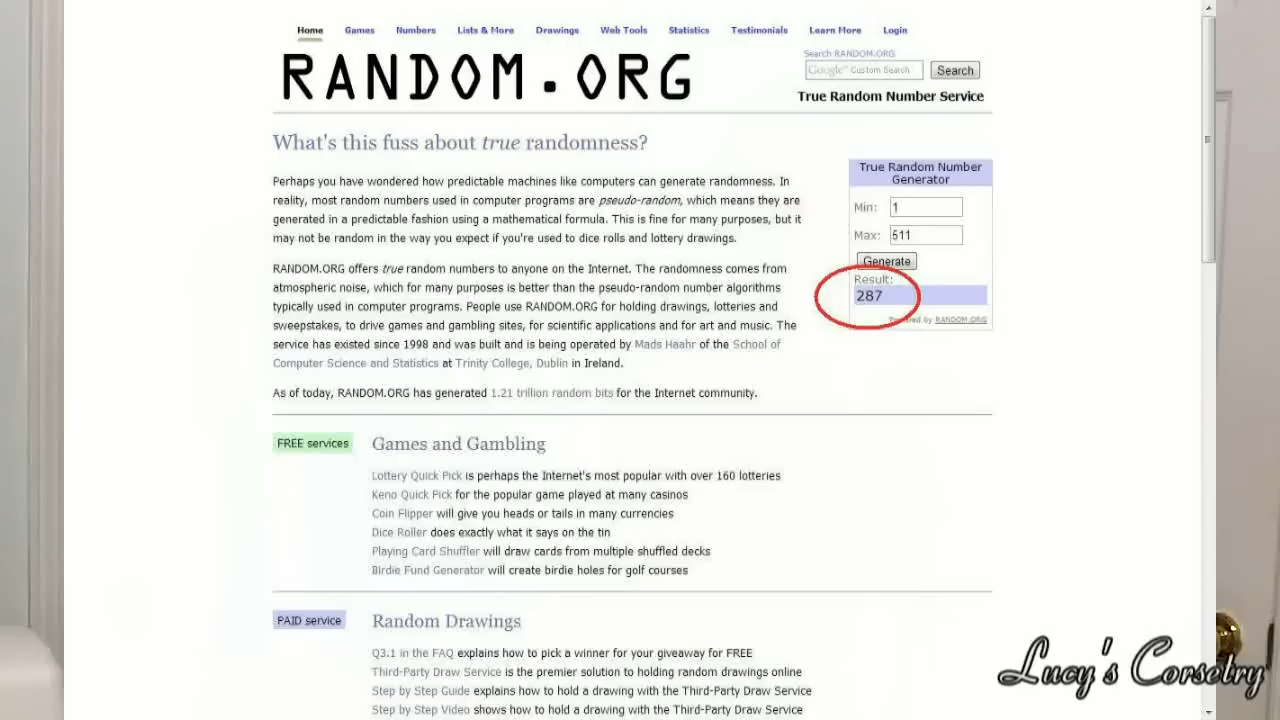 Home Games Numbers Lists & More Drawings Web Tools Statistics Testimonials Learn More Login
RANDOM.ORG
Search RANDOM.ORG
Google™ Custom Search Search
True Random Number Service
What's this fuss about true randomness?
Perhaps you have wondered how predictable machines like computers can generate randomness. In
reality, most random numbers used in computer programs are pseudo-random, which means they are
generated in a predictable fashion using a mathematical formula. This is fine for many purposes, but it
may not be random in the way you expect if you're used to dice rolls and lottery drawings.
RANDOM.ORG offers true random numbers to anyone on the Internet. The randomness comes from
atmospheric noise, which for many purposes is better than the pseudo-random number algorithms
typically used in computer programs. People use RANDOM.ORG for holding drawings, lotteries and
sweepstakes, to drive games and gambling sites, for scientific applications and for art and music. The
service has existed since 1998 and was built and is being operated by Mads Haahr of the School of
Computer Science and Statistics at Trinity College, Dublin in Ireland.
As of today, RANDOM.ORG has generated 1.21 trillion random bits for the Internet community.
True Random Number
Generator
Min: 1
Max: 511
Generate
Result:
287
Powered by RANDOM.ORG
FREE services
Games and Gambling
Lottery Quick Pick is perhaps the Internet's most popular with over 160 lotteries
Keno Quick Pick for the popular game played at many casinos
Coin Flipper will give you heads or tails in many currencies
Dice Roller does exactly what it says on the tin
Playing Card Shuffler will draw cards from multiple shuffled decks
Birdie Fund Generator will create birdie holes for golf courses
PAID service
Random Drawings
Q3.1 in the FAQ explains how to pick a winner for your giveaway for FREE
Third-Party Draw Service is the premier solution to holding random drawings online
Step by Step Guide explains how to hold a drawing with the Third-Party Draw Service
Step by Step Video shows how to hold a drawing with the Third-Party Draw Service
Lucy's Corsetry